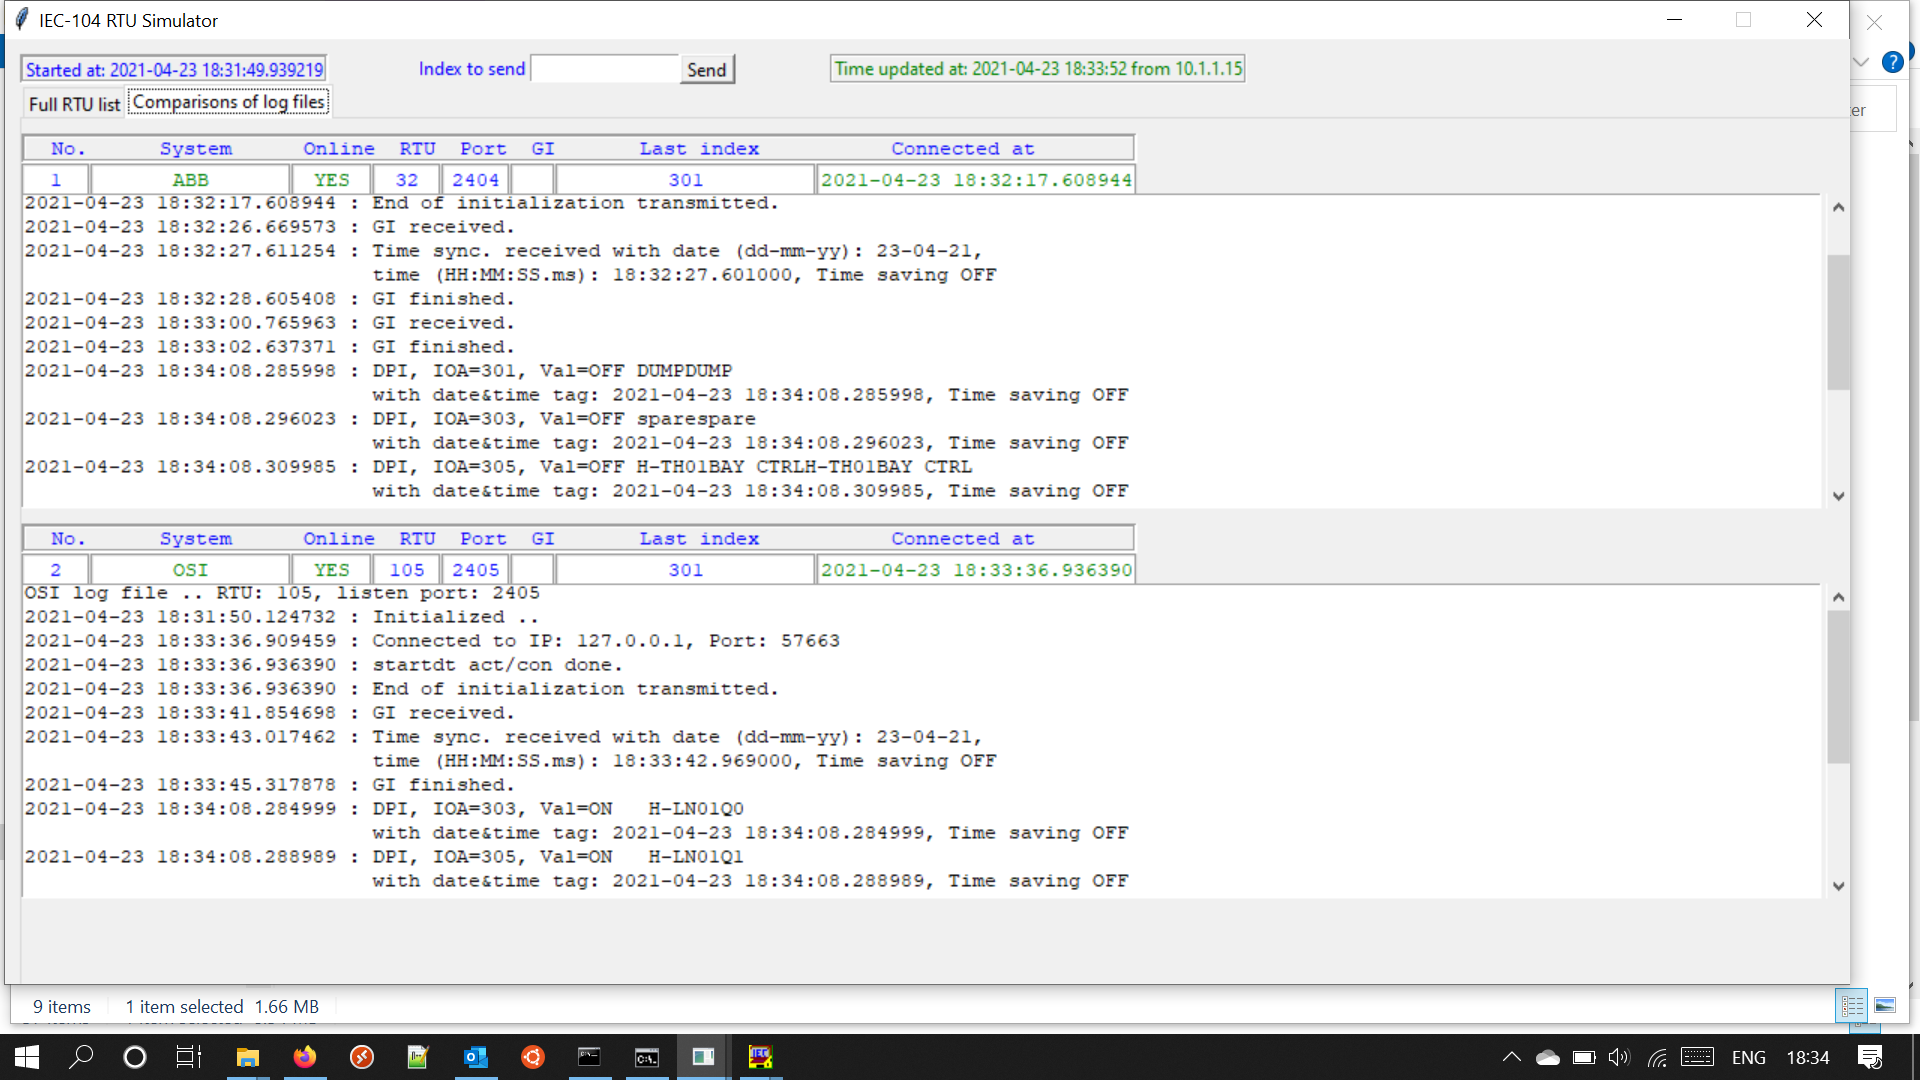 IEC-104 RTU Simulator
Started at: 2021-04-23 18:31:49.939219
Index to send
Send
Time updated at: 2021-04-23 18:33:52 from 10.1.1.15
Full RTU list
Comparisons of log files
No. System Online RTU Port GI Last index Connected at
1 ABB YES 32 2404 301 2021-04-23 18:32:17.608944
2021-04-23 18:32:17.608944 : End of initialization transmitted.
2021-04-23 18:32:26.669573 : GI received.
2021-04-23 18:32:27.611254 : Time sync. received with date (dd-mm-yy): 23-04-21,
time (HH:MM:SS.ms): 18:32:27.601000, Time saving OFF
2021-04-23 18:32:28.605408 : GI finished.
2021-04-23 18:33:00.765963 : GI received.
2021-04-23 18:33:02.637371 : GI finished.
2021-04-23 18:34:08.285998 : DPI, IOA=301, Val=OFF DUMPDUMP
with date&time tag: 2021-04-23 18:34:08.285998, Time saving OFF
2021-04-23 18:34:08.296023 : DPI, IOA=303, Val=OFF sparespare
with date&time tag: 2021-04-23 18:34:08.296023, Time saving OFF
2021-04-23 18:34:08.309985 : DPI, IOA=305, Val=OFF H-TH01BAY CTRLH-TH01BAY CTRL
with date&time tag: 2021-04-23 18:34:08.309985, Time saving OFF
No. System Online RTU Port GI Last index Connected at
2 OSI YES 105 2405 301 2021-04-23 18:33:36.936390
OSI log file .. RTU: 105, listen port: 2405
2021-04-23 18:31:50.124732 : Initialized ..
2021-04-23 18:33:36.909459 : Connected to IP: 127.0.0.1, Port: 57663
2021-04-23 18:33:36.936390 : startdt act/con done.
2021-04-23 18:33:36.936390 : End of initialization transmitted.
2021-04-23 18:33:41.854698 : GI received.
2021-04-23 18:33:43.017462 : Time sync. received with date (dd-mm-yy): 23-04-21,
time (HH:MM:SS.ms): 18:33:42.969000, Time saving OFF
2021-04-23 18:33:45.317878 : GI finished.
2021-04-23 18:34:08.284999 : DPI, IOA=303, Val=ON H-LN01Q0
with date&time tag: 2021-04-23 18:34:08.284999, Time saving OFF
2021-04-23 18:34:08.288989 : DPI, IOA=305, Val=ON H-LN01Q1
with date&time tag: 2021-04-23 18:34:08.288989, Time saving OFF
9 items 1 item selected 1.66 MB
ENG 18:34